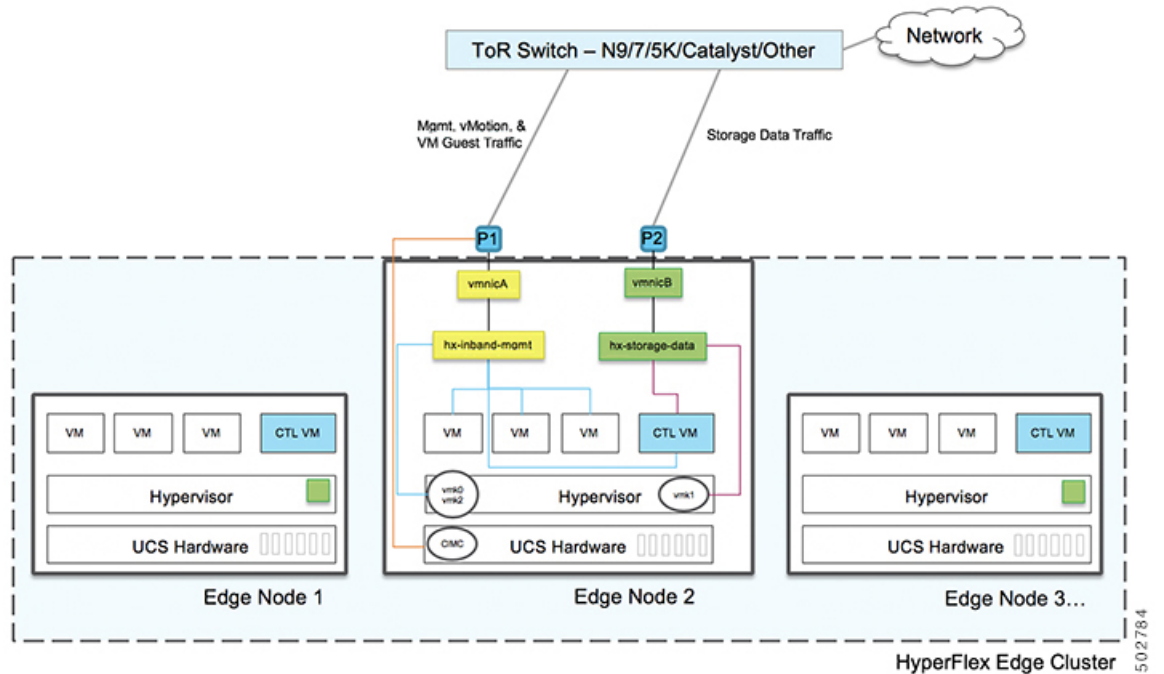 Network
ToR Switch – N9/7/5K/Catalyst/Other
Mgmt, vMotion, &
VM Guest Traffic
Storage Data Traffic
P1
P2
vmnicA
vmnicB
hx-inband-mgmt
hx-storage-data
VM
VM
VM
CTL VM
Hypervisor
UCS Hardware
Edge Node 1
VM
VM
VM
CTL VM
vmk0
vmk2
Hypervisor
vmk1
CIMC
UCS Hardware
Edge Node 2
VM
VM
VM
CTL VM
Hypervisor
UCS Hardware
Edge Node 3...
HyperFlex Edge Cluster
502784